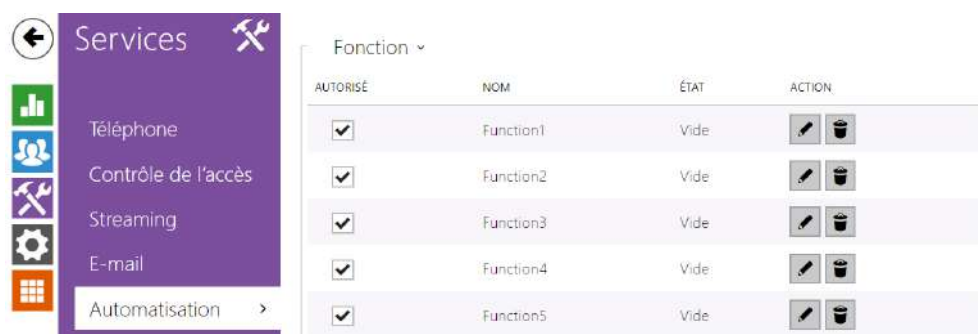 Services
Téléphone
Contrôle de l'accès
Streaming
E-mail
Automatisation
Fonction
AUTORISÉ NOM ÉTAT ACTION
Function1 Vide
Function2 Vide
Function3 Vide
Function4 Vide
Function5 Vide